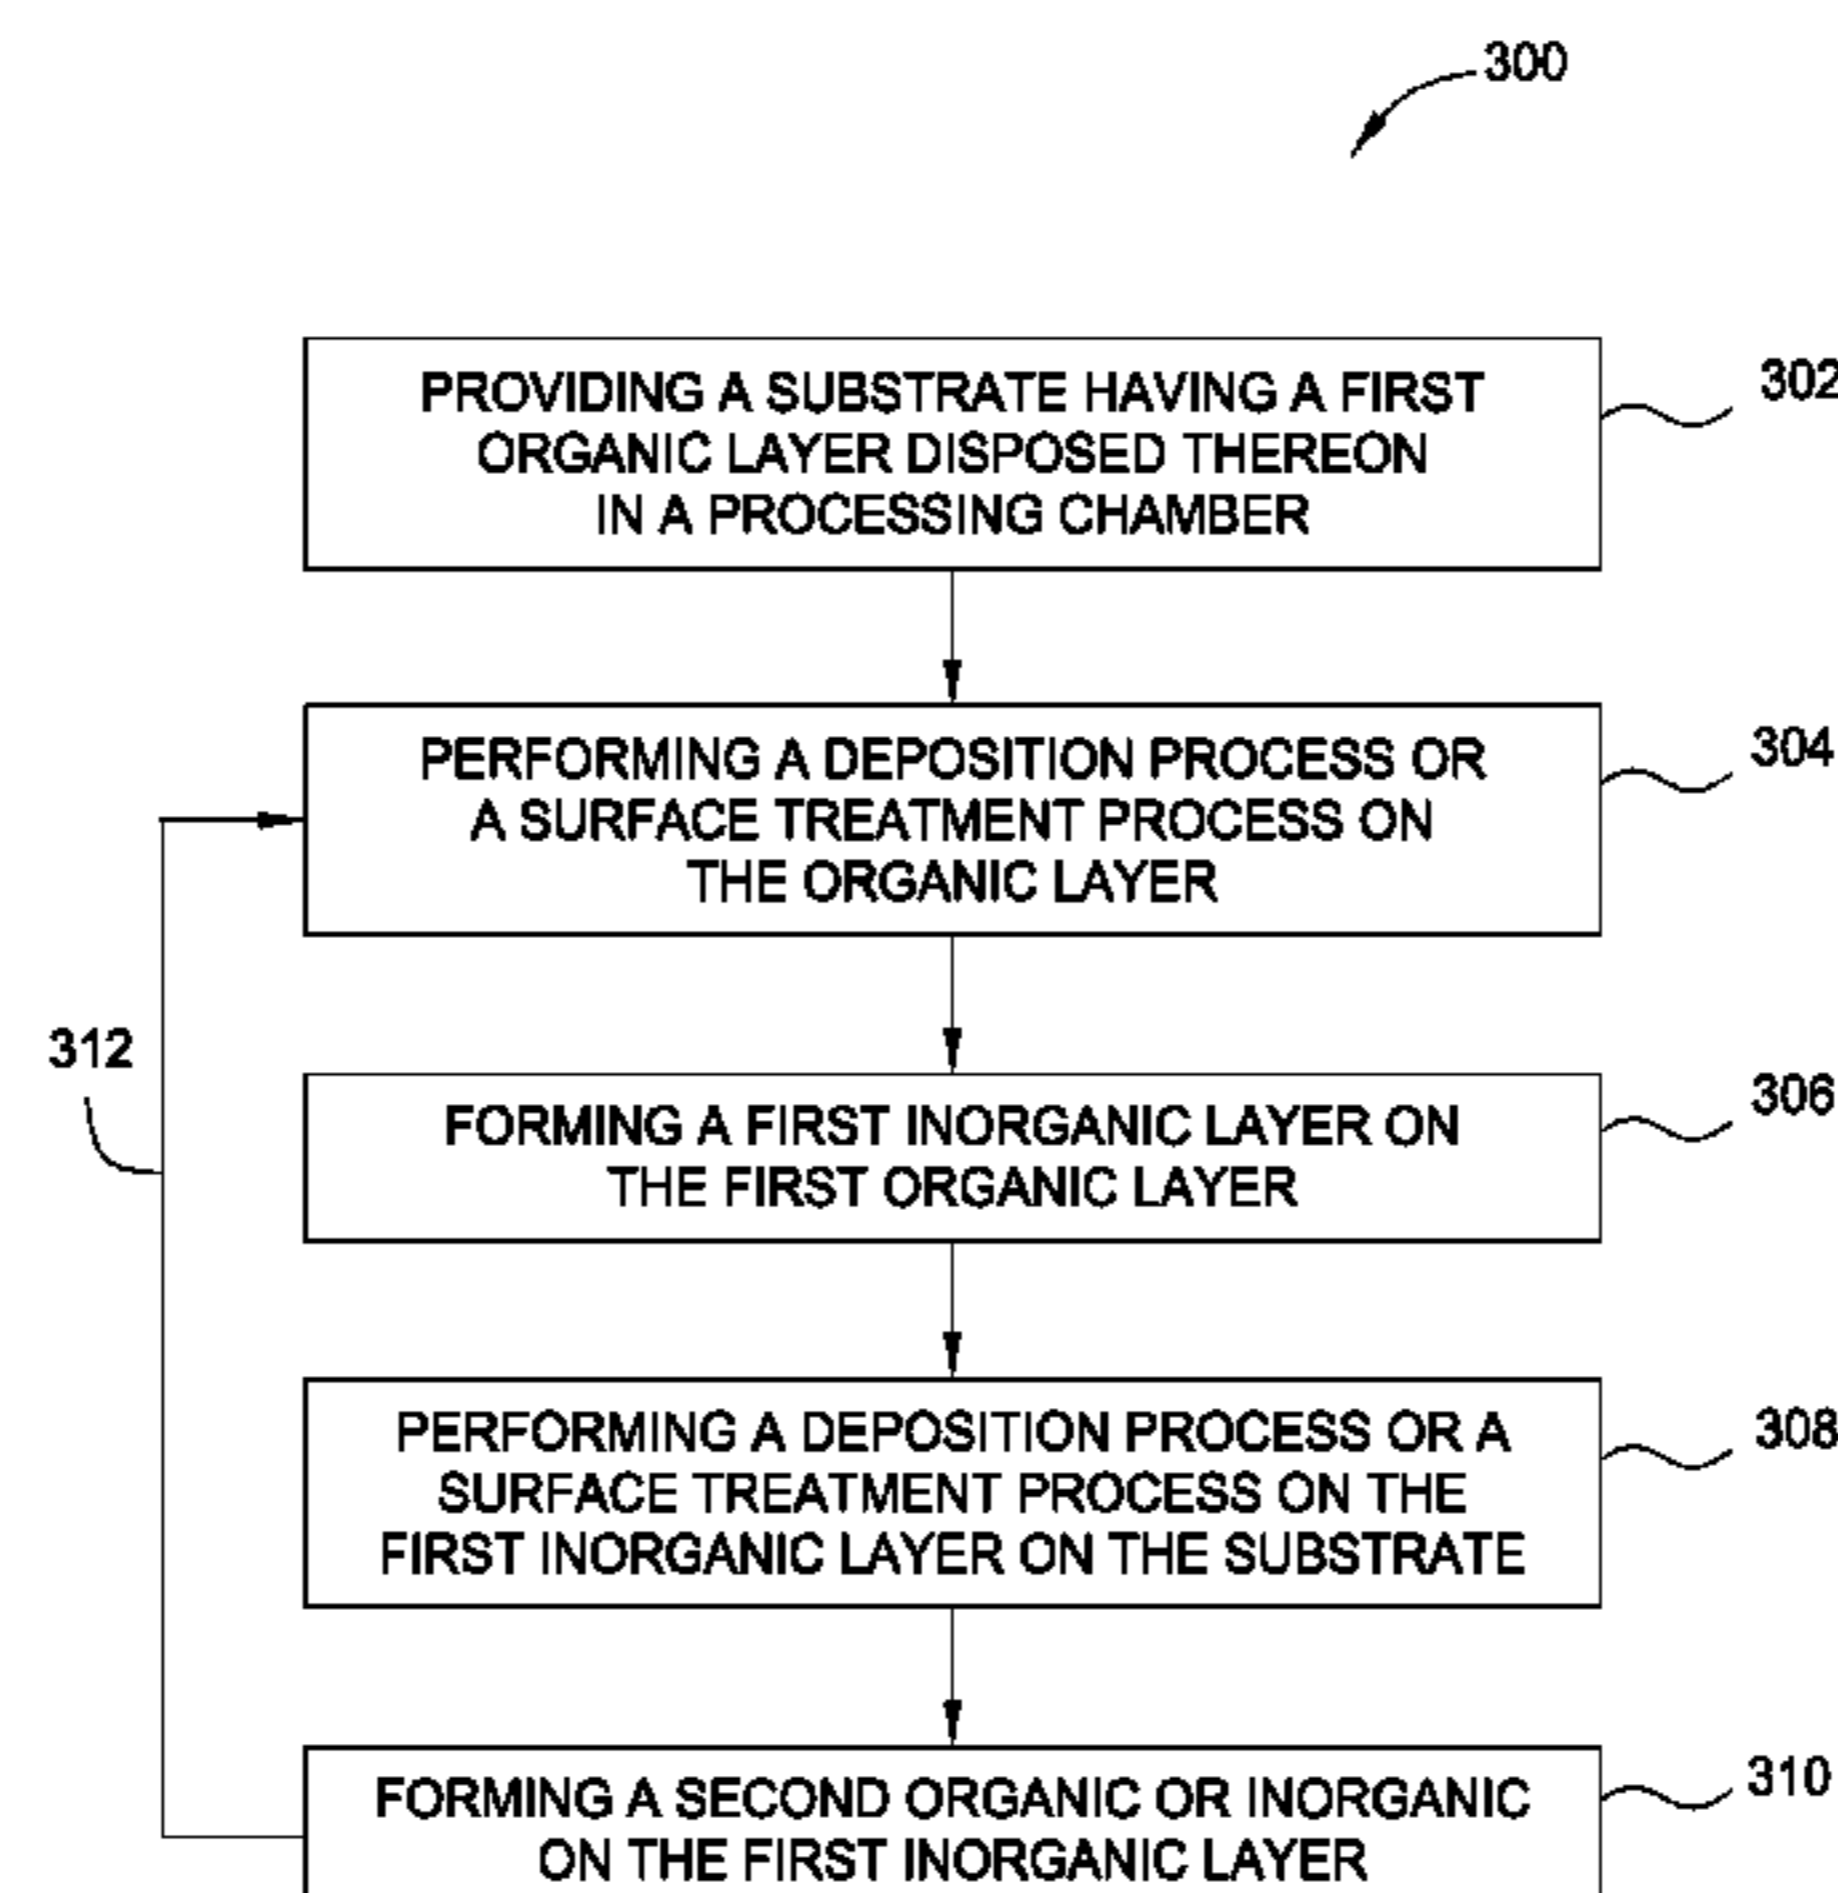 300
PROVIDING A SUBSTRATE HAVING A FIRST
ORGANIC LAYER DISPOSED THEREON
IN A PROCESSING CHAMBER
302
PERFORMING A DEPOSITION PROCESS OR
A SURFACE TREATMENT PROCESS ON
THE ORGANIC LAYER
304
312
FORMING A FIRST INORGANIC LAYER ON
THE FIRST ORGANIC LAYER
306
PERFORMING A DEPOSITION PROCESS OR A
SURFACE TREATMENT PROCESS ON THE
FIRST INORGANIC LAYER ON THE SUBSTRATE
308
FORMING A SECOND ORGANIC OR INORGANIC
ON THE FIRST INORGANIC LAYER
310